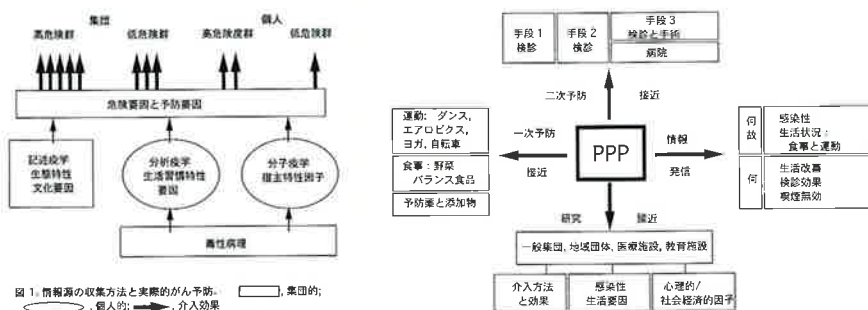 集団
個人
高危険群
低危険群
高危険度群
低危険群
危険要因と予防要因
記述疫学
生態特性
文化要因
分析疫学
生活習慣特性
要因
分子疫学
宿主特性因子
毒性病理
図 1。情報源の収集方法と実際的がん予防。 , 集団的;
, 個人的; , 介入効果
手段 1
検診
手段 2
検診
手段 3
検診と手術
病院
二次予防 接近
運動: ダンス,
エアロビクス,
ヨガ, 自転車
食事:野菜
バランス食品
予防薬と添加物
一次予防
接近
PPP
情報
発信
何
故
感染性
生活状況:
食事と運動
何
生活改善
検診効果
喫煙無効
研究 接近
一般集団, 地域団体, 医療施設, 教育施設
介入方法
と効果
感染性
生活要因
心理的/
社会経済的因子